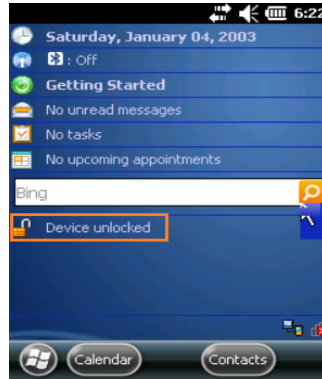 6:22
Saturday, January 04, 2003
: Off
Getting Started
No unread messages
No tasks
No upcoming appointments
Bing
Device unlocked
Calendar
Contacts